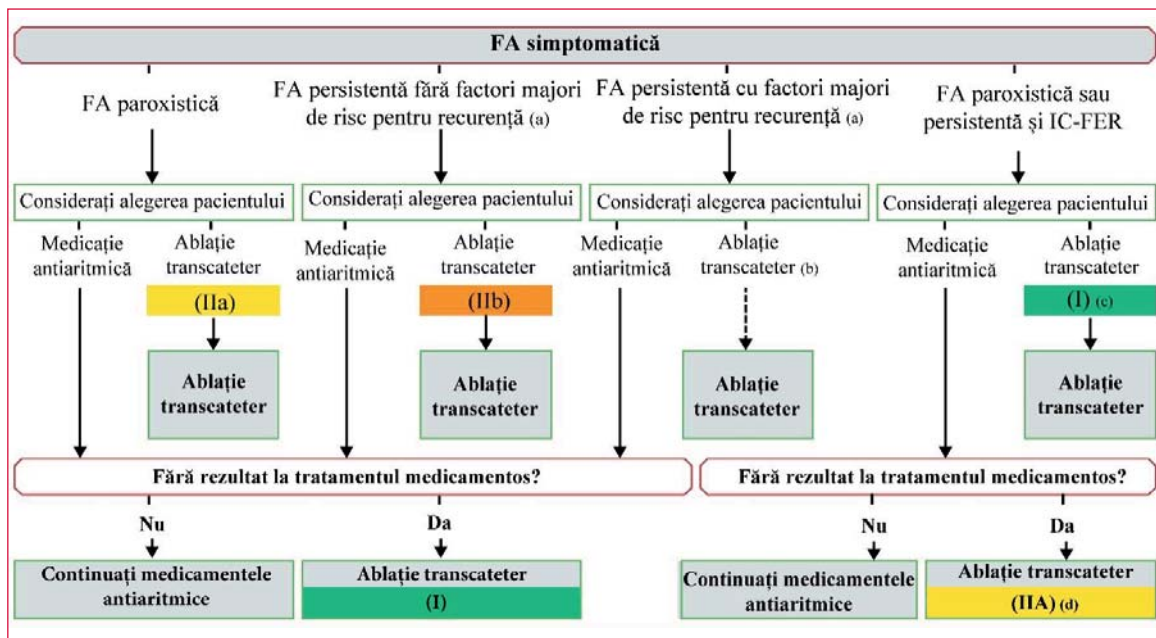 FA simptomatică
FA paroxistică
FA persistentă fără factori majori
de risc pentru recurență (a)
FA persistentă cu factori majori
de risc pentru recurență (a)
FA paroxistică sau
persistentă și IC-FER
Considerați alegerea pacientului
Considerați alegerea pacientului
Considerați alegerea pacientului
Considerați alegerea pacientului
Medicație
antiaritmică
Ablație
transcateter
(IIa)
Ablație
transcateter
Medicație
antiaritmică
Ablație
transcateter
(IIb)
Ablație
transcateter
Medicație
antiaritmică
Ablație
transcateter (b)
Ablație
transcateter
Medicație
antiaritmică
Ablație
transcateter
(I) (c)
Ablație
transcateter
Fără rezultat la tratamentul medicamentos?
Nu
Da
Continuați medicamentele
antiaritmice
Ablație transcateter
(I)
Fără rezultat la tratamentul medicamentos?
Nu
Da
Continuați medicamentele
antiaritmice
Ablație transcateter
(IIA) (d)